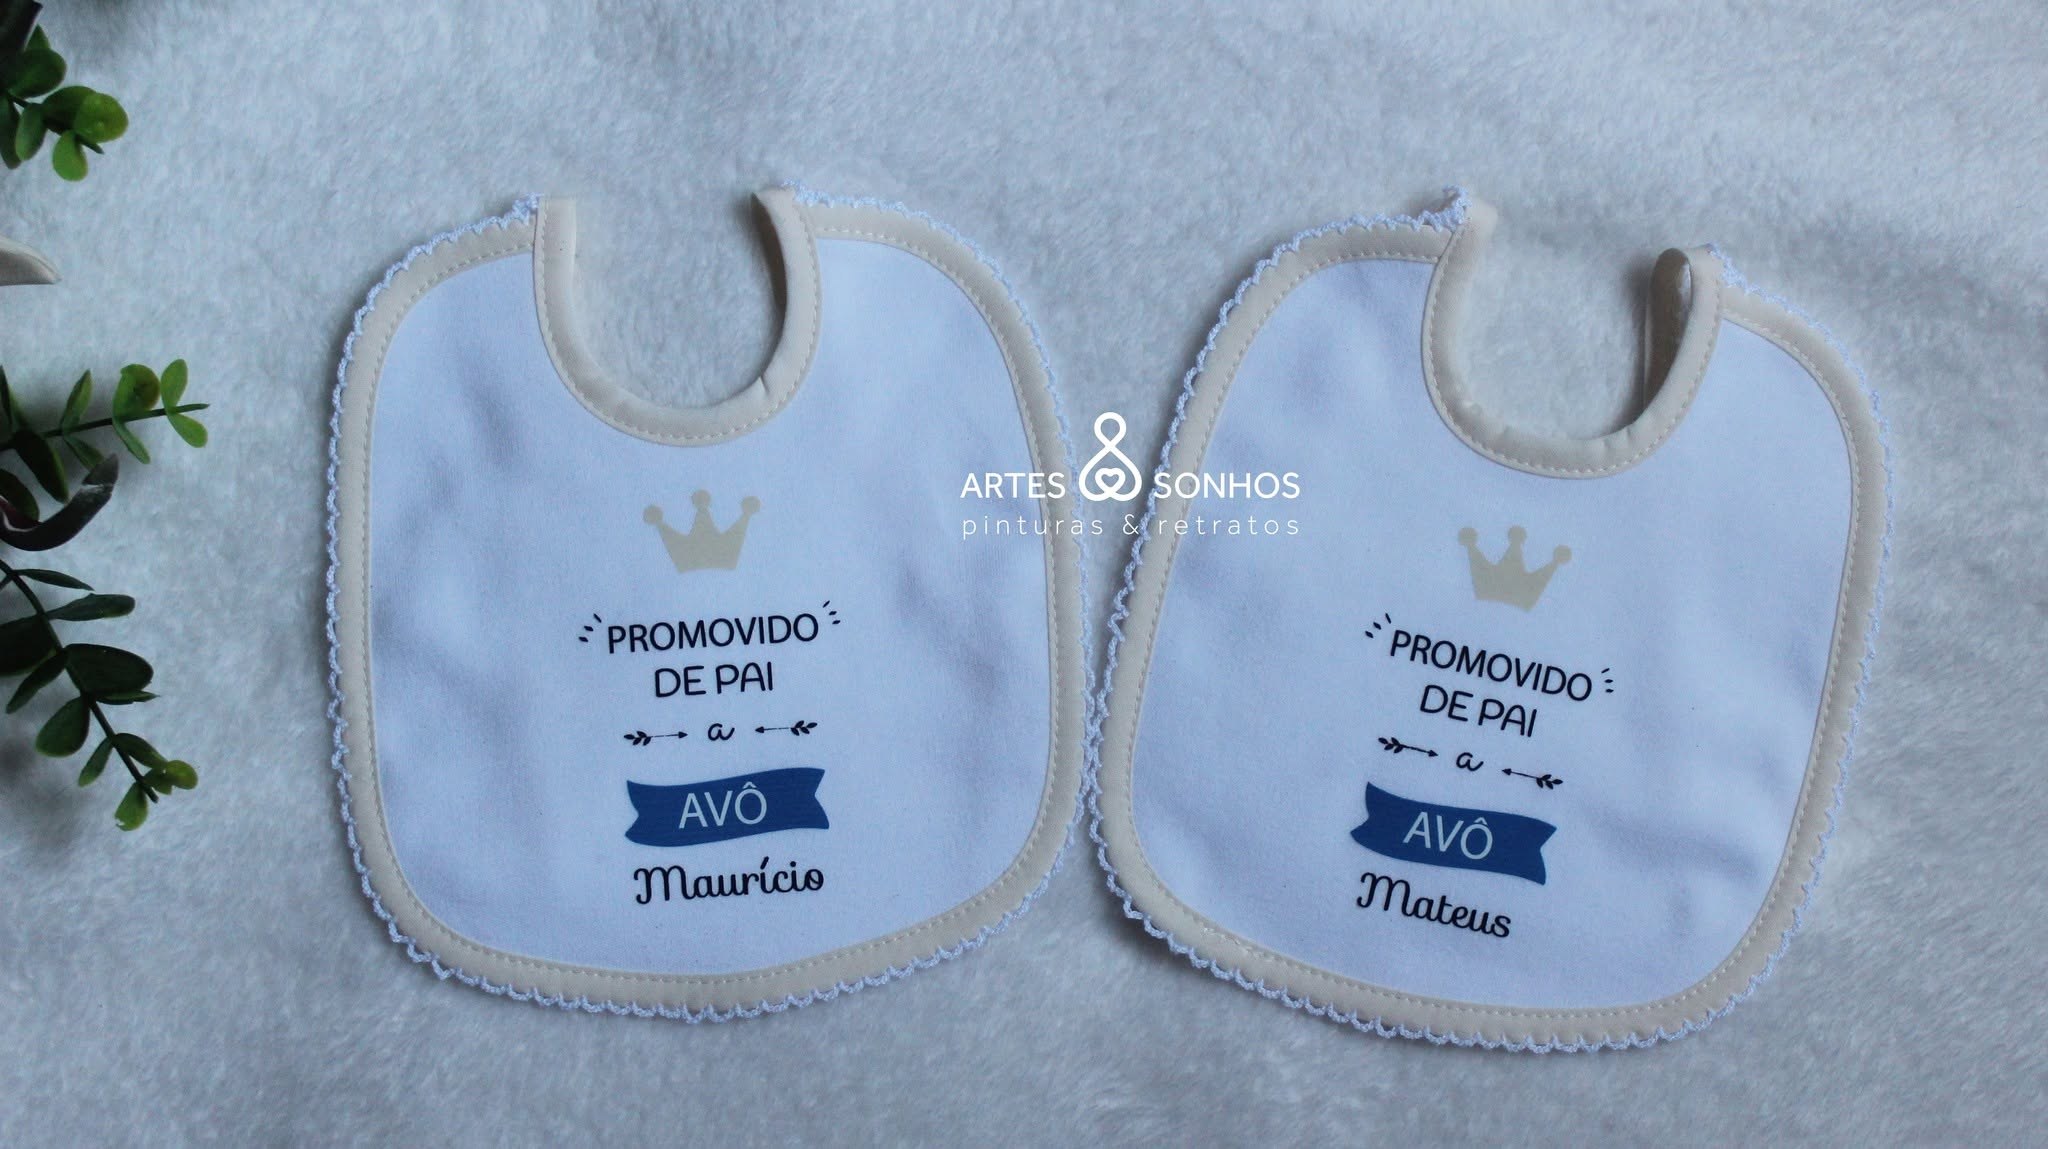 PROMOVIDO
DE PAI
a
AVÔ
Maurício
ARTES & SONHOS
pinturas & retratos
PROMOVIDO
DE PAI
a
AVÔ
Mateus